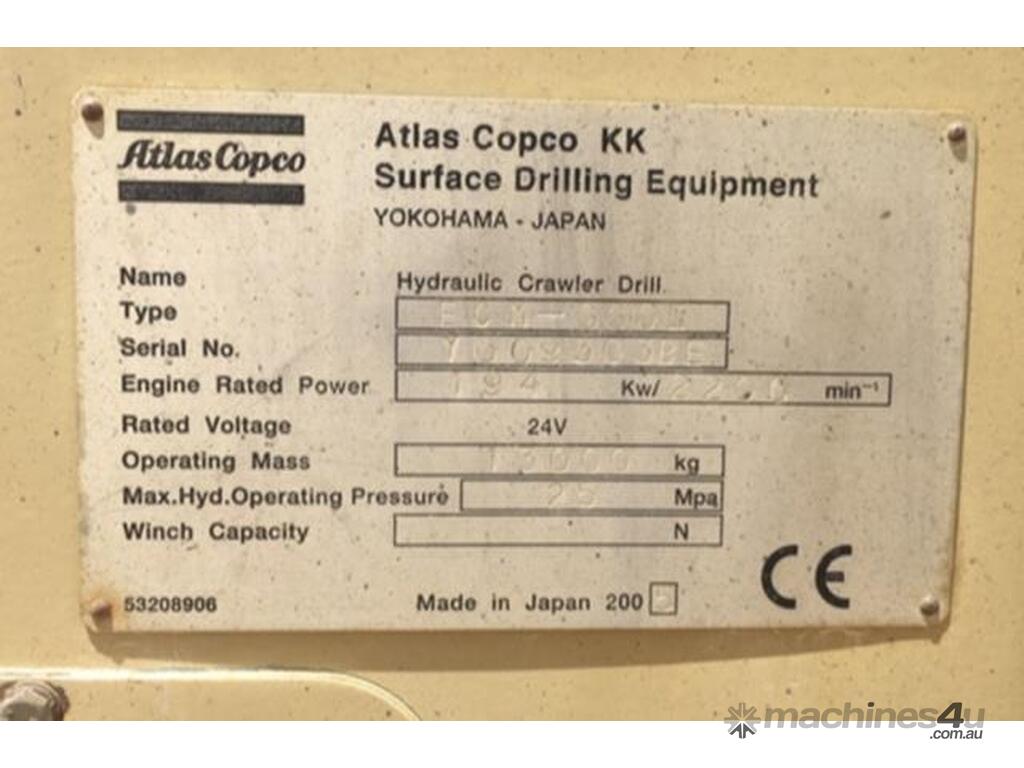 Atlas Copco
Atlas Copco KK
Surface Drilling Equipment
YOKOHAMA - JAPAN
Name Hydraulic Crawler Drill
Type
Serial No.
Engine Rated Power 194 Kw/ min⁻¹
Rated Voltage 24V
Operating Mass kg
Max.Hyd.Operating Pressure 25 Mpa
Winch Capacity N
53208906
Made in Japan 200
CE
machines4u
.com.au